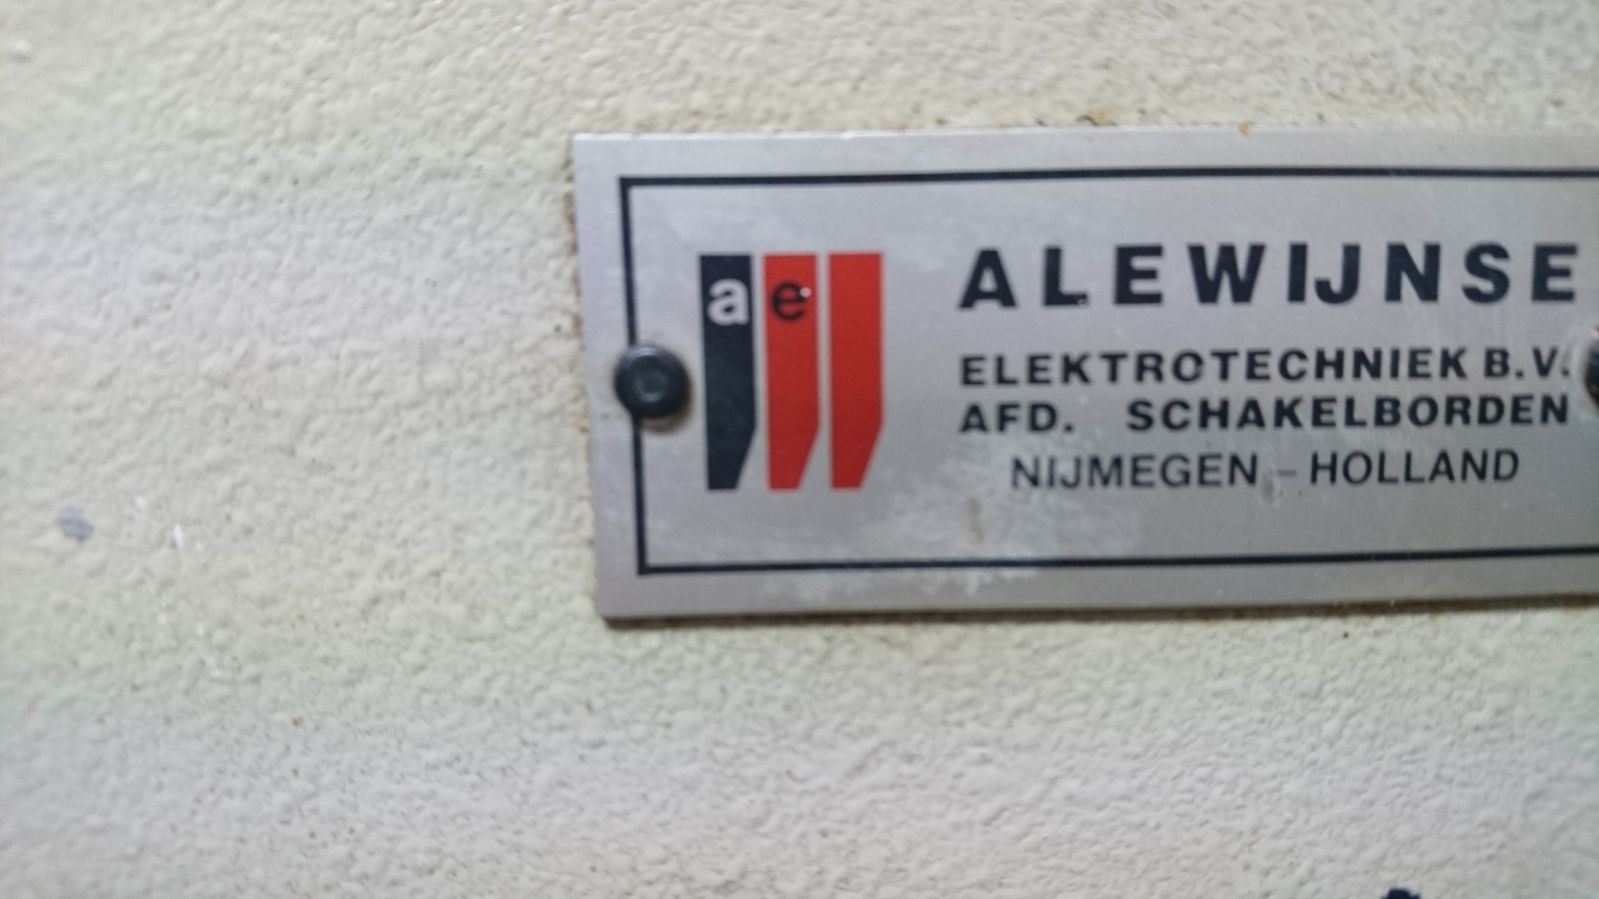 ae
ALEWIJNSE
ELEKTROTECHNIEK B.V.
AFD. SCHAKELBORDEN
NIJMEGEN - HOLLAND